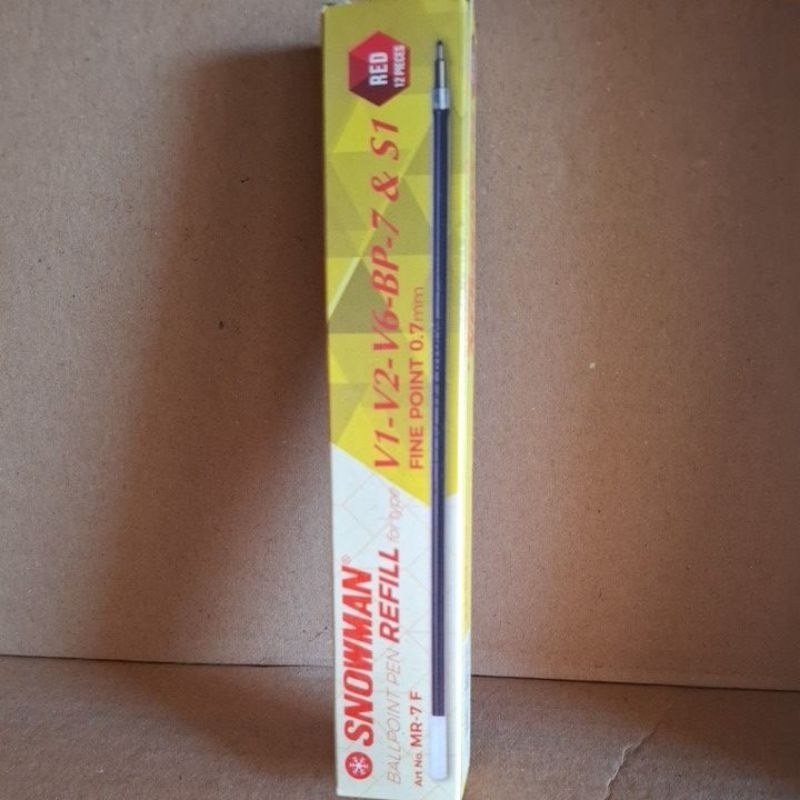 SNOWMAN®
BALLPOINT PEN REFILL for type V1-V2-V6-BP-7 & S1
Art No. MR-7 F
FINE POINT 0.7mm
RED
12 PIECES